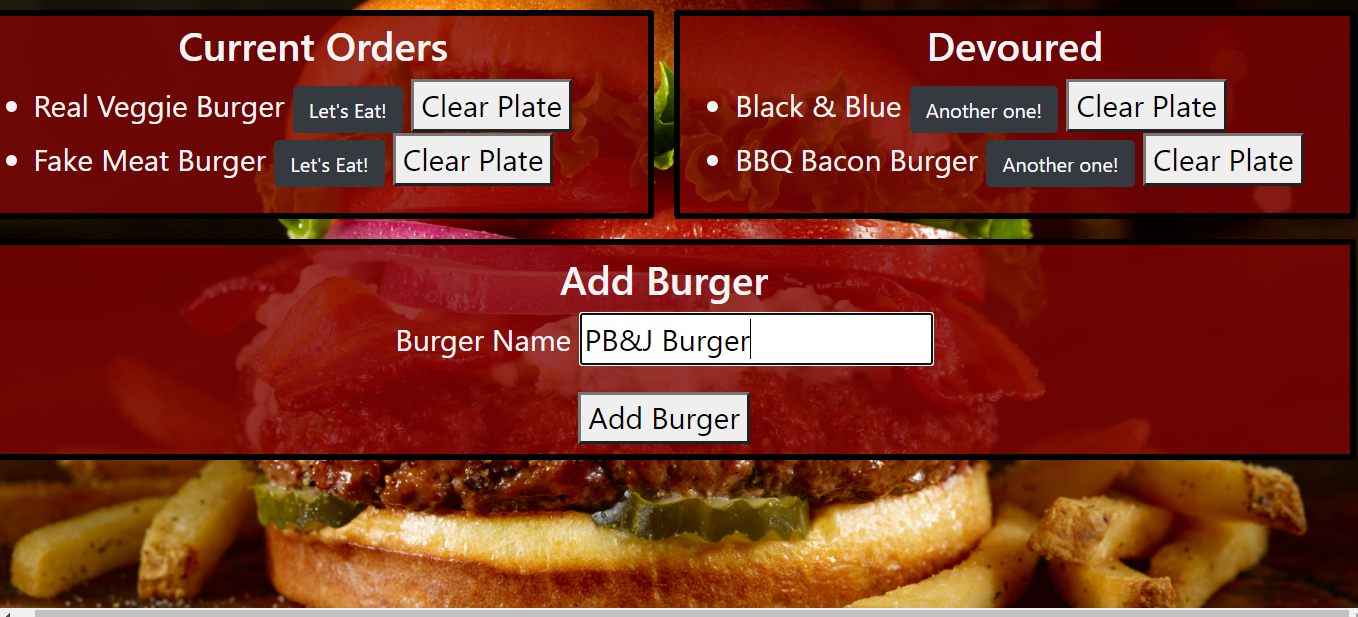 Current Orders
Real Veggie Burger Let's Eat! Clear Plate
Fake Meat Burger Let's Eat! Clear Plate
Devoured
Black & Blue Another one! Clear Plate
BBQ Bacon Burger Another one! Clear Plate
Add Burger
Burger Name PB&J Burger
Add Burger